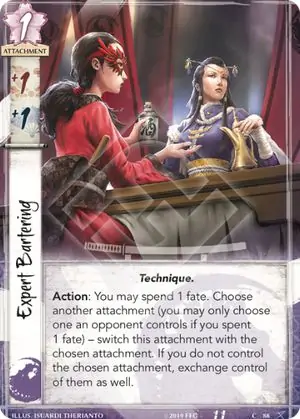 1
ATTACHMENT
+1
+1
酒
Expert Bartering
Technique.
Action: You may spend 1 fate. Choose
another attachment (you may only choose
one an opponent controls if you spent
1 fate) – switch this attachment with the
chosen attachment. If you do not control
the chosen attachment, exchange control
of them as well.
ILLUS. ISUARDI THERIANTO
©2019 FFG
C 88